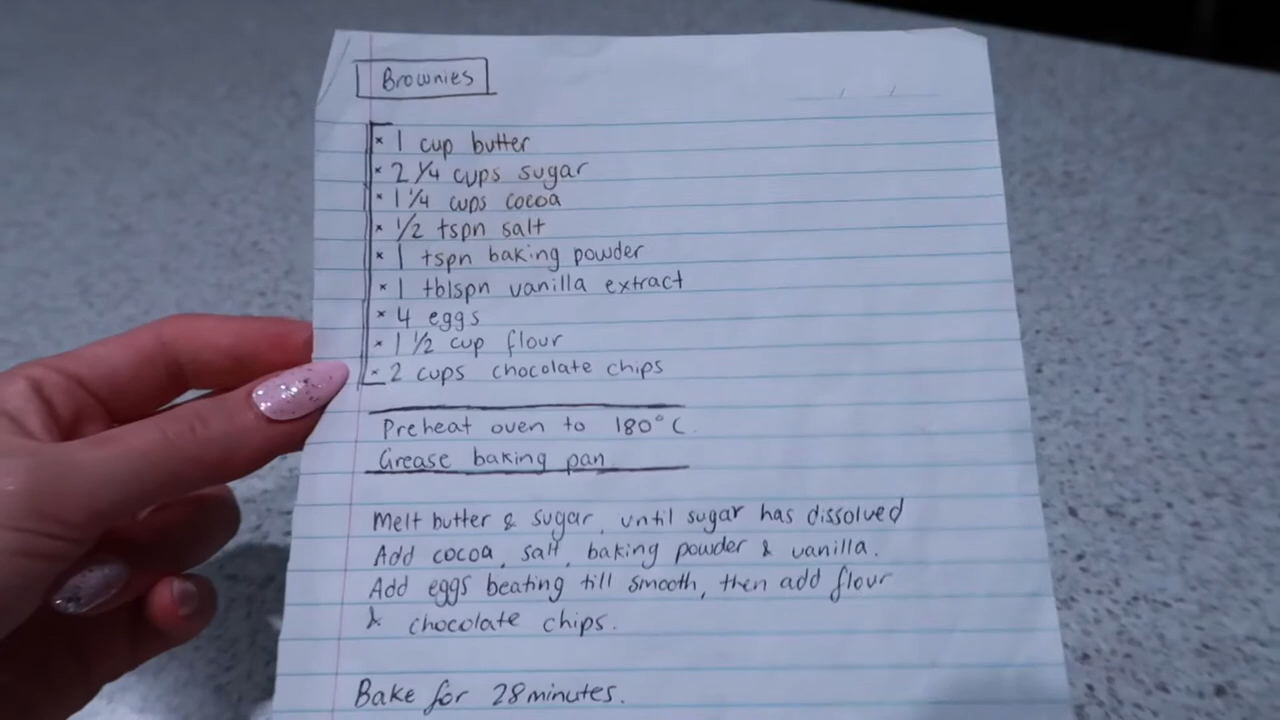 Brownies
* 1 cup butter
* 2 1/4 cups sugar
* 1 1/4 cups cocoa
* 1/2 tspn salt
* 1 tspn baking powder
* 1 tblspn vanilla extract
* 4 eggs
* 1 1/2 cup flour
* 2 cups chocolate chips
Preheat oven to 180°C.
Grease baking pan
Melt butter & sugar, until sugar has dissolved
Add cocoa, salt, baking powder & vanilla.
Add eggs beating till smooth, then add flour
& chocolate chips.
Bake for 28 minutes.